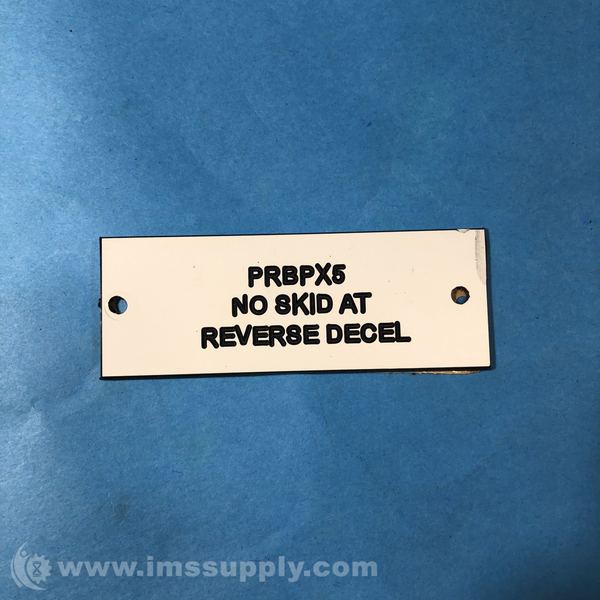 PRBPX5
NO SKID AT
REVERSE DECEL
www.imssupply.com